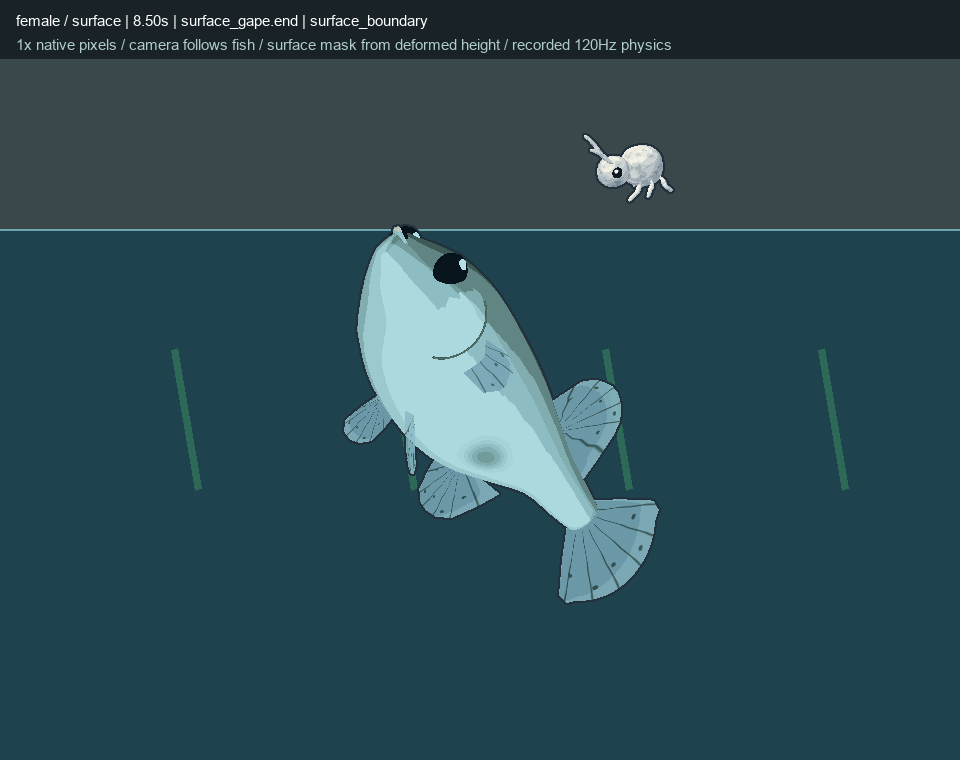 female / surface | 8.50s | surface_gape.end | surface_boundary
1x native pixels / camera follows fish / surface mask from deformed height / recorded 120Hz physics